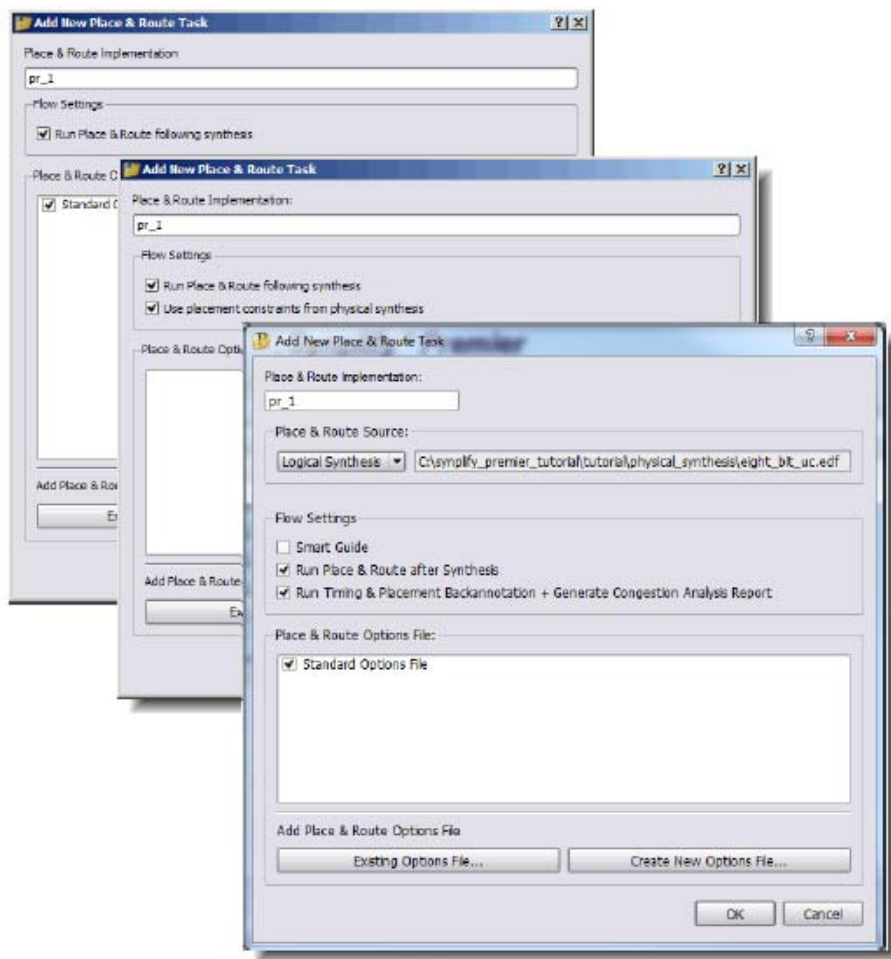 Add New Place & Route Task
Place & Route Implementation
pr_1
Flow Settings
Run Place & Route following synthesis
Place & Route O
Standard O
Add Place & Rou
E
Add New Place & Route Task
Place & Route Implementation:
pr_1
Flow Settings
Run Place & Route following synthesis
Use placement constraints from physical synthesis
Place & Route Opti
Add Place & Route
Ex
Add New Place & Route Task
Premier
Place & Route Implementation:
pr_1
Place & Route Source:
Logical Synthesis C:\synplify_premier_tutorial\tutorial\physical_synthesis\eight_bit_uc.edf
Flow Settings
Smart Guide
Run Place & Route after Synthesis
Run Timing & Placement Backannotation + Generate Congestion Analysis Report
Place & Route Options File:
Standard Options File
Add Place & Route Options File
Existing Options File... Create New Options File...
OK Cancel